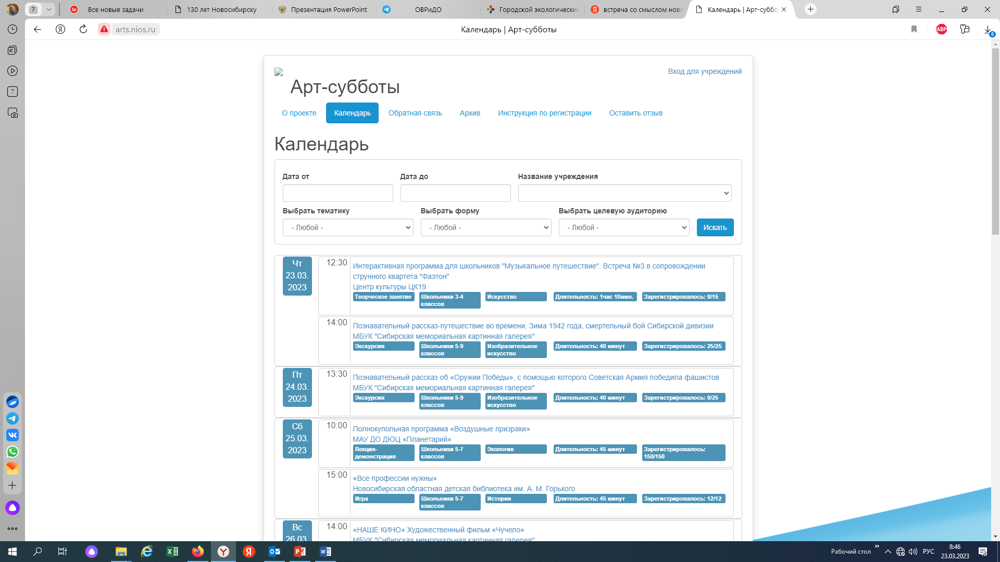 7
Все новые задачи
130 лет Новосибирску
Презентация PowerPoint
ОВРиДО
Городской экологический
встреча со смыслом нов
Календарь | Арт-суббо
arts.nios.ru
Календарь | Арт-субботы
ABP
8
7
Вход для учреждений
Арт-субботы
О проекте
Календарь
Обратная связь
Архив
Инструкция по регистрации
Оставить отзыв
Календарь
Дата от
Дата до
Название учреждения
Выбрать тематику
Выбрать форму
Выбрать целевую аудиторию
- Любой -
- Любой -
- Любой -
Искать
Чт
23.03.
2023
12:30
Интерактивная программа для школьников "Музыкальное путешествие". Встреча №3 в сопровождении
струнного квартета "Фаэтон"
Центр культуры ЦК19
Творческое занятие
Школьники 3-4
классов
Искусство
Длительность: 1час 10мин.
Зарегистрировалось: 0/15
14:00
Познавательный рассказ-путешествие во времени. Зима 1942 года, смертельный бой Сибирской дивизии
МБУК "Сибирская мемориальная картинная галерея"
Экскурсия
Школьники 5-9
классов
Изобразительное
искусство
Длительность: 40 минут
Зарегистрировалось: 25/25
Пт
24.03.
2023
13:30
Познавательный рассказ об «Оружии Победы», с помощью которого Советская Армия победила фашистов
МБУК "Сибирская мемориальная картинная галерея"
Экскурсия
Школьники 5-9
классов
Изобразительное
искусство
Длительность: 40 минут
Зарегистрировалось: 0/25
Сб
25.03.
2023
10:00
Полнокупольная программа «Воздушные призраки»
МАУ ДО ДЮЦ «Планетарий»
Лекция-
демонстрация
Школьники 5-7
классов
Экология
Длительность: 45 минут
Зарегистрировалось:
150/150
15:00
«Все профессии нужны»
Новосибирская областная детская библиотека им. А. М. Горького
Игра
Школьники 5-7
классов
История
Длительность: 45 минут
Зарегистрировалось: 12/12
Вс
26.03.
14:00
«НАШЕ КИНО» Художественный фильм «Чучело»
МБУК "Сибирская мемориальная картинная галерея"
Рабочий стол
РУС
8:46
23.03.2023